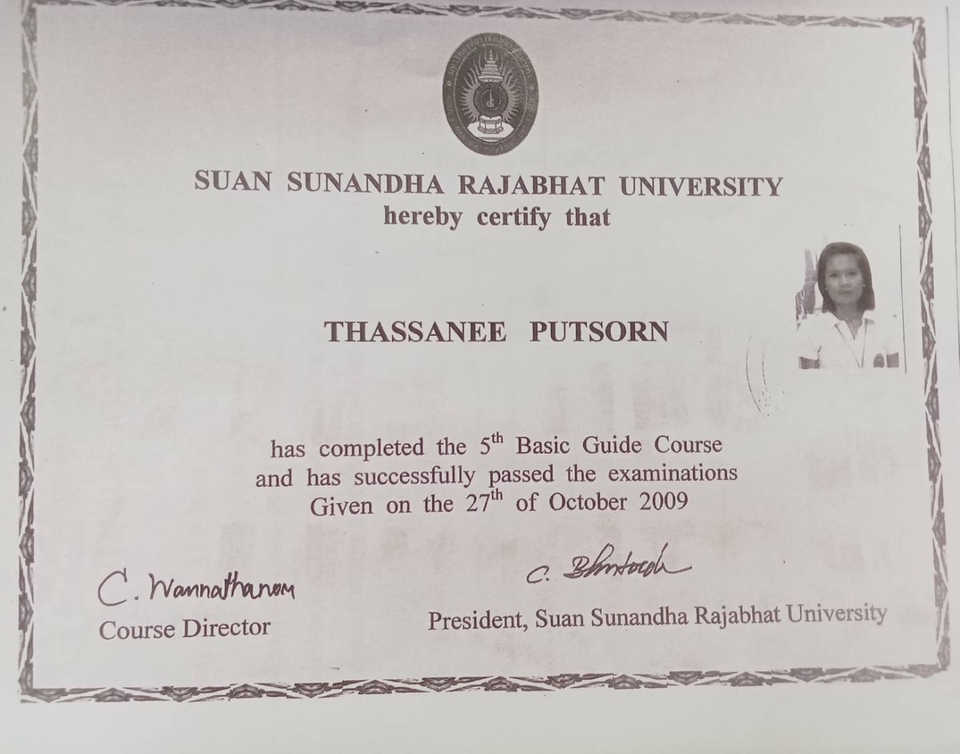 SUAN SUNANDHA RAJABHAT UNIVERSITY
hereby certify that
THASSANEE PUTSORN
has completed the 5th Basic Guide Course
and has successfully passed the examinations
Given on the 27th of October 2009
C. Wannathanom
Course Director
C.
President, Suan Sunandha Rajabhat University